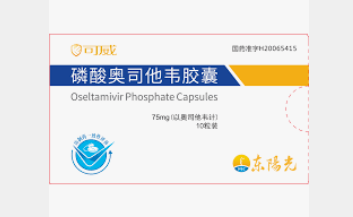 可威
国药准字H20065415
磷酸奥司他韦胶囊
Oseltamivir Phosphate Capsules
75mg (以奥司他韦计)
10粒装
东陽光